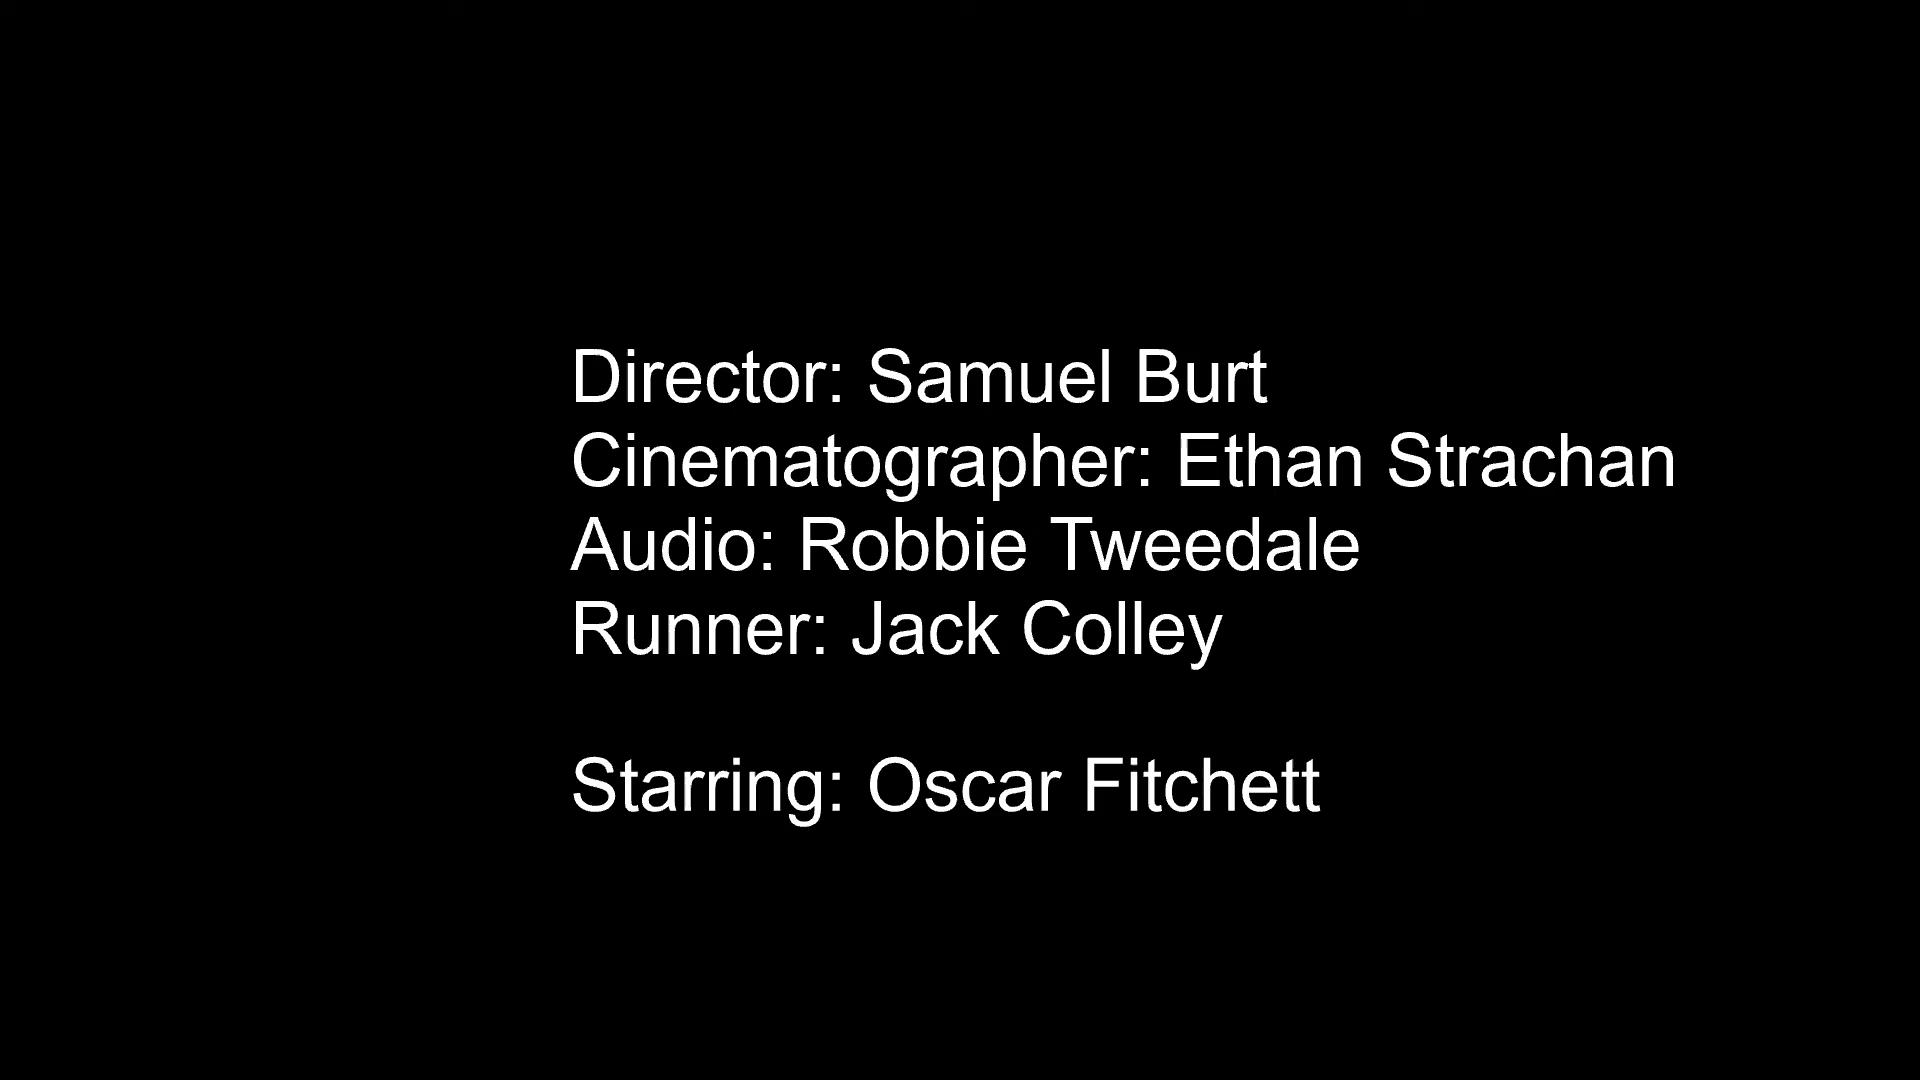 Director: Samuel Burt
Cinematographer: Ethan Strachan
Audio: Robbie Tweedale
Runner: Jack Colley
Starring: Oscar Fitchett